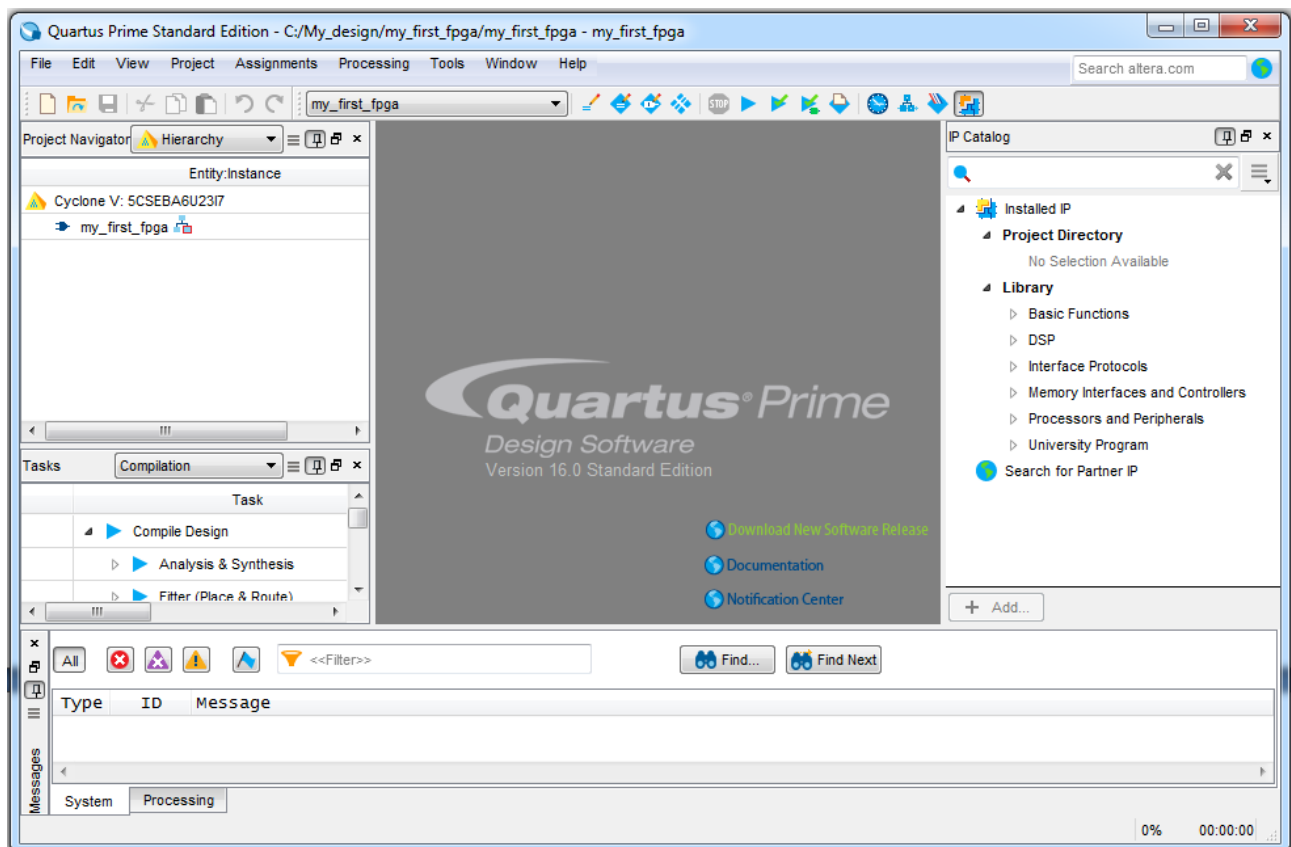 Quartus Prime Standard Edition - C:/My_design/my_first_fpga/my_first_fpga - my_first_fpga
File Edit View Project Assignments Processing Tools Window Help
Search altera.com
my_first_fpga
STOP
Project Navigator Hierarchy
Entity:Instance
Cyclone V: 5CSEBA6U23I7
my_first_fpga
Tasks Compilation
Task
Compile Design
Analysis & Synthesis
Fitter (Place & Route)
Quartus® Prime
Design Software
Version 16.0 Standard Edition
Download New Software Release
Documentation
Notification Center
IP Catalog
Installed IP
Project Directory
No Selection Available
Library
Basic Functions
DSP
Interface Protocols
Memory Interfaces and Controllers
Processors and Peripherals
University Program
Search for Partner IP
+ Add...
All <<Filter>> Find... Find Next
Type ID Message
Messages
System Processing
0% 00:00:00